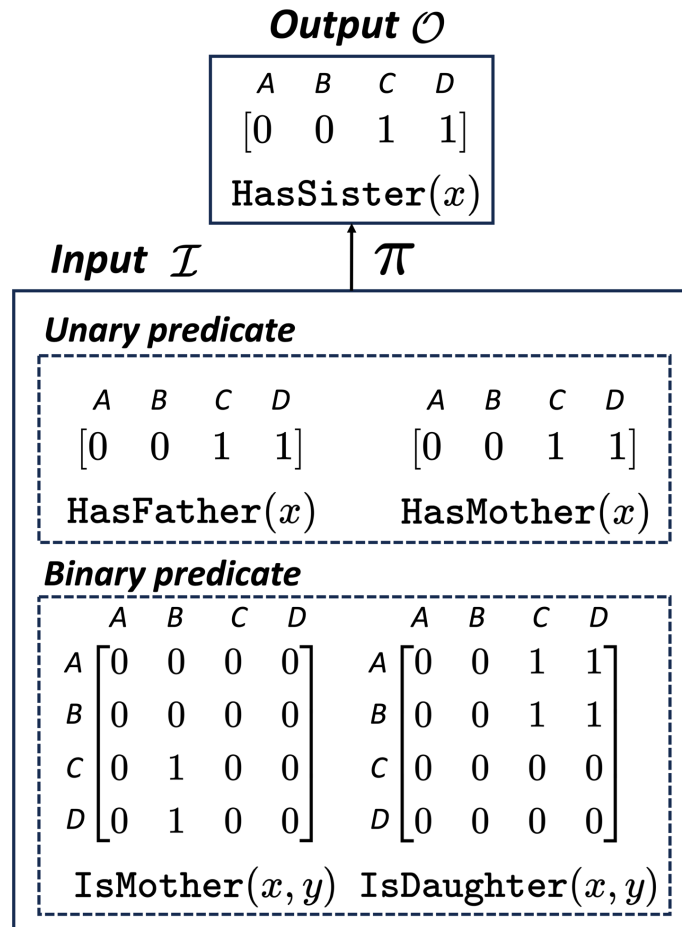 Output 𝒪
A B C D
[0 0 1 1]
HasSister(x)
Input ℐ
π
Unary predicate
A B C D
[0 0 1 1]
HasFather(x)
A B C D
[0 0 1 1]
HasMother(x)
Binary predicate
A B C D
A [0 0 0 0]
B [0 0 0 0]
C [0 1 0 0]
D [0 1 0 0]
IsMother(x, y)
A B C D
A [0 0 1 1]
B [0 0 1 1]
C [0 0 0 0]
D [0 0 0 0]
IsDaughter(x, y)